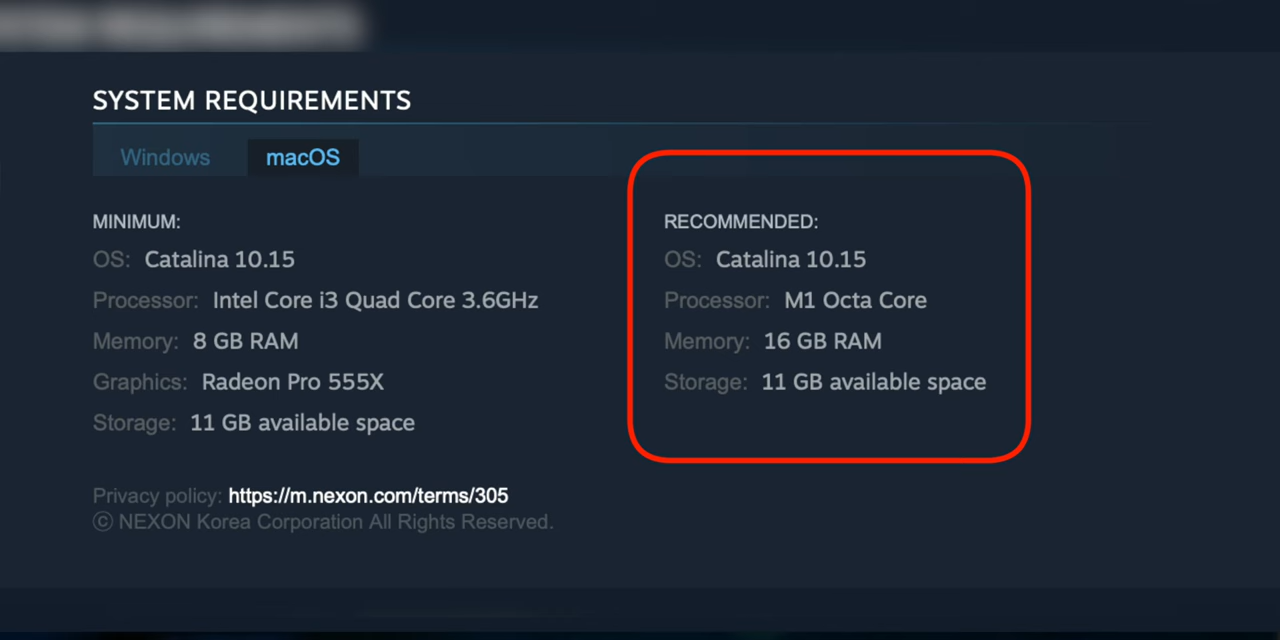 SYSTEM REQUIREMENTS
Windows
macOS
MINIMUM:
OS: Catalina 10.15
Processor: Intel Core i3 Quad Core 3.6GHz
Memory: 8 GB RAM
Graphics: Radeon Pro 555X
Storage: 11 GB available space
RECOMMENDED:
OS: Catalina 10.15
Processor: M1 Octa Core
Memory: 16 GB RAM
Storage: 11 GB available space
Privacy policy: https://m.nexon.com/terms/305
© NEXON Korea Corporation All Rights Reserved.